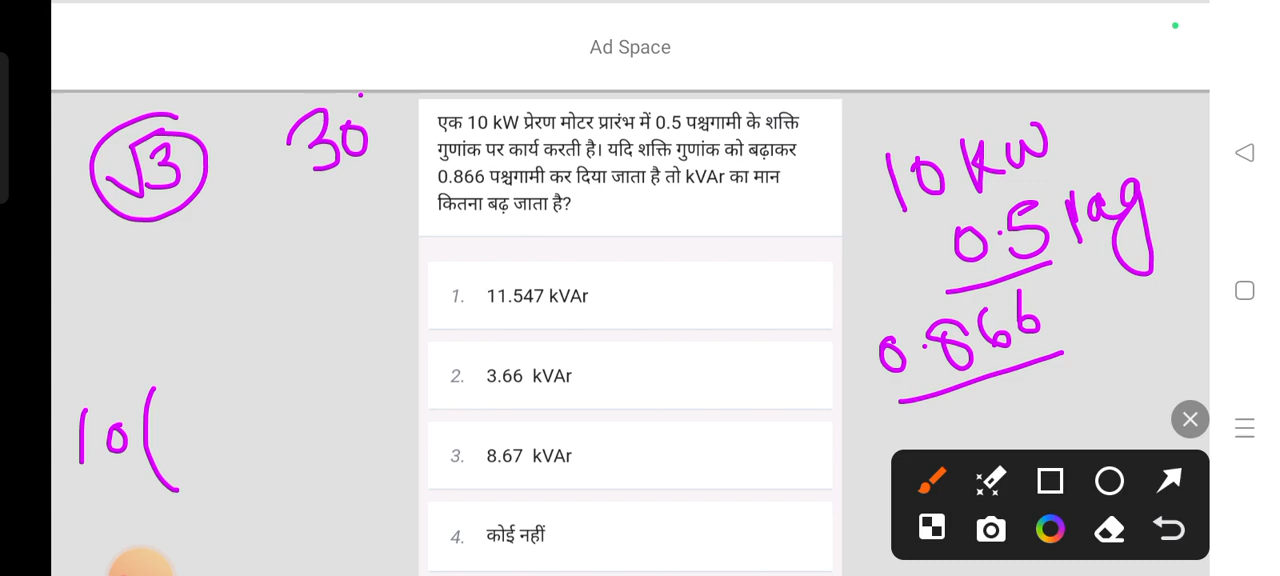 Ad Space
√3
30°
एक 10 kW प्रेरण मोटर प्रारंभ में 0.5 पश्चगामी के शक्ति
गुणांक पर कार्य करती है। यदि शक्ति गुणांक को बढ़ाकर
0.866 पश्चगामी कर दिया जाता है तो kVAr का मान
कितना बढ़ जाता है?
10 kW
0.5 lag
0.866
1. 11.547 kVAr
2. 3.66 kVAr
3. 8.67 kVAr
4. कोई नहीं
10(